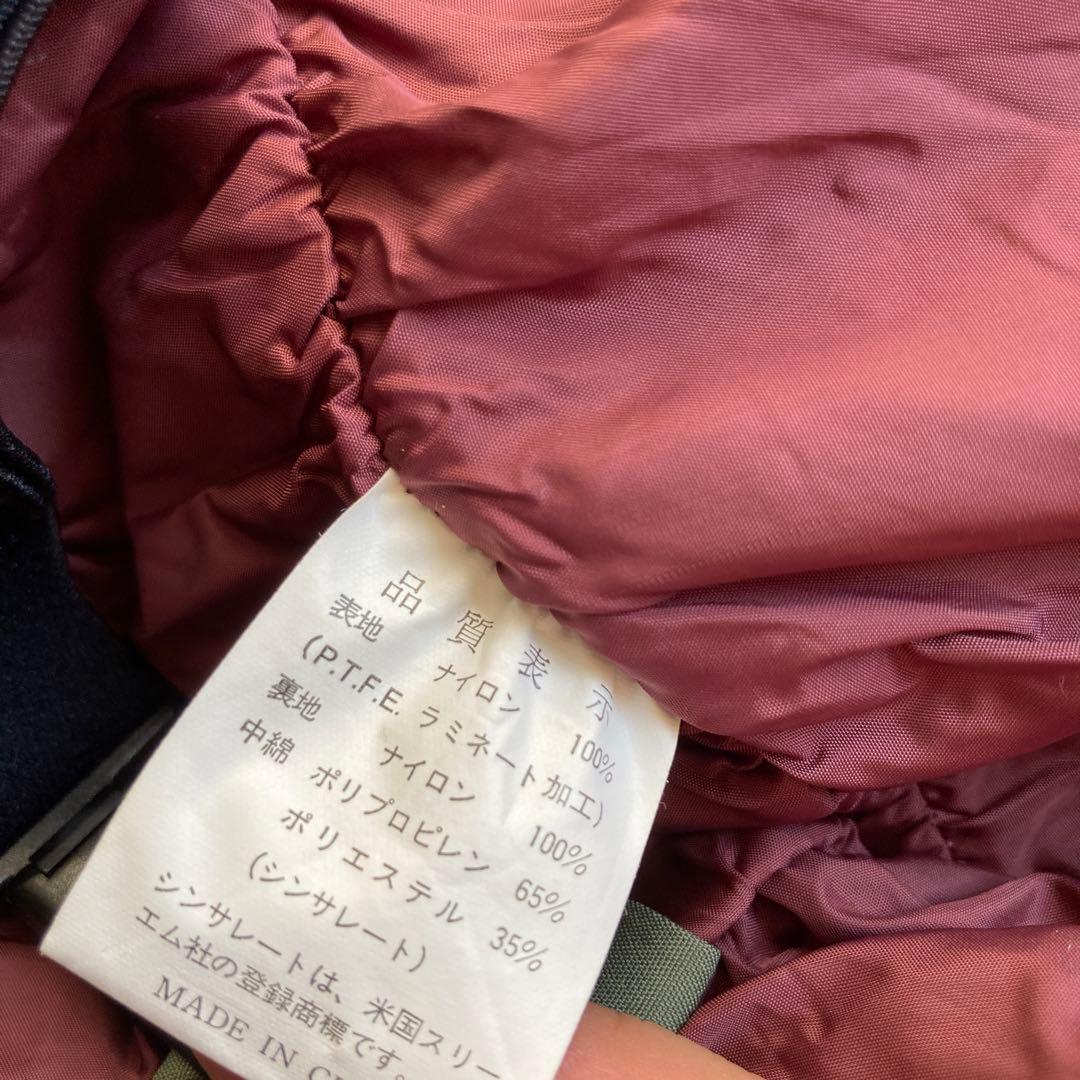 品質表示
表地 ナイロン 100%
(P.T.F.E. ラミネート加工)
裏地 ナイロン 100%
中綿 ポリプロピレン 65%
ポリエステル 35%
(シンサレート)
シンサレートは、米国スリー
エム社の登録商標です。
MADE IN